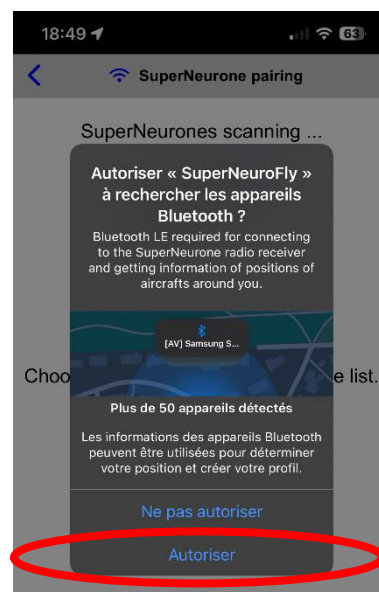 18:49 63
SuperNeurone pairing
SuperNeurones scanning ...
Autoriser « SuperNeuroFly »
à rechercher les appareils
Bluetooth ?
Bluetooth LE required for connecting
to the SuperNeurone radio receiver
and getting information of positions of
aircrafts around you.
[AV] Samsung S...
Choo e list.
Plus de 50 appareils détectés
Les informations des appareils Bluetooth
peuvent être utilisées pour déterminer
votre position et créer votre profil.
Ne pas autoriser
Autoriser